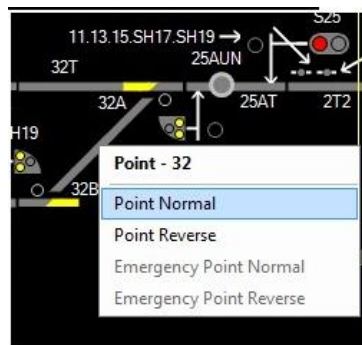 S25
11.13.15.SH17.SH19
32T
25AUN
32A
25AT
2T2
H19
32B
Point - 32
Point Normal
Point Reverse
Emergency Point Normal
Emergency Point Reverse